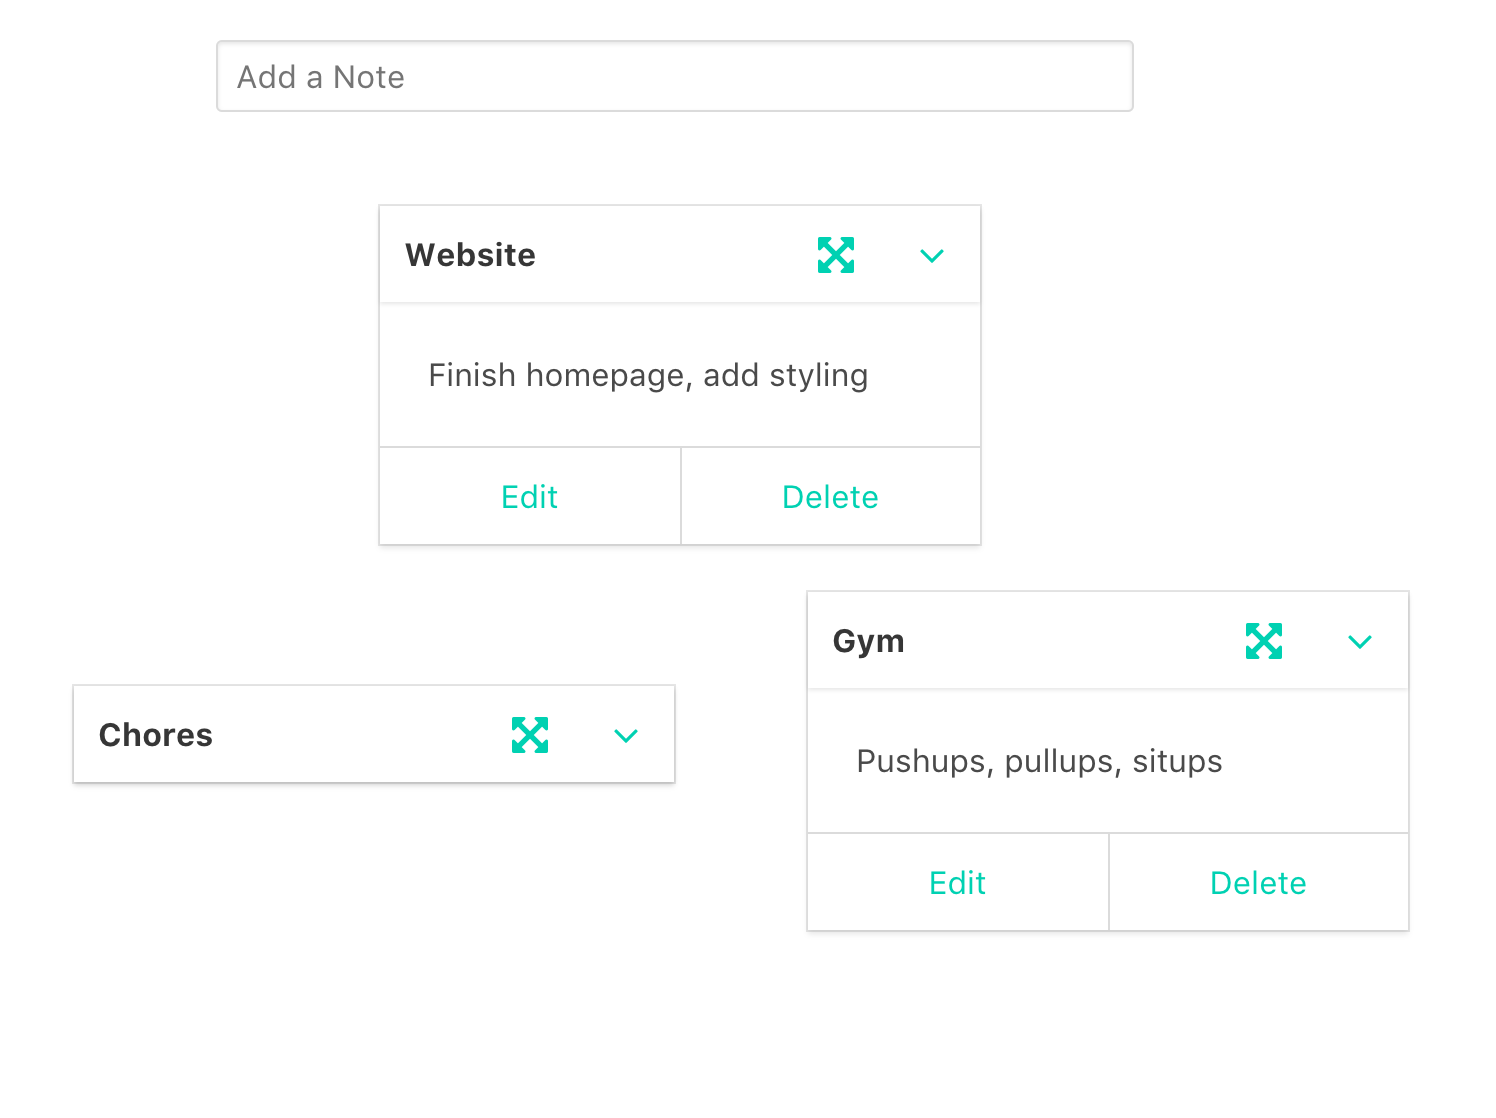 Add a Note
Website
Finish homepage, add styling
Edit
Delete
Chores
Gym
Pushups, pullups, situps
Edit
Delete